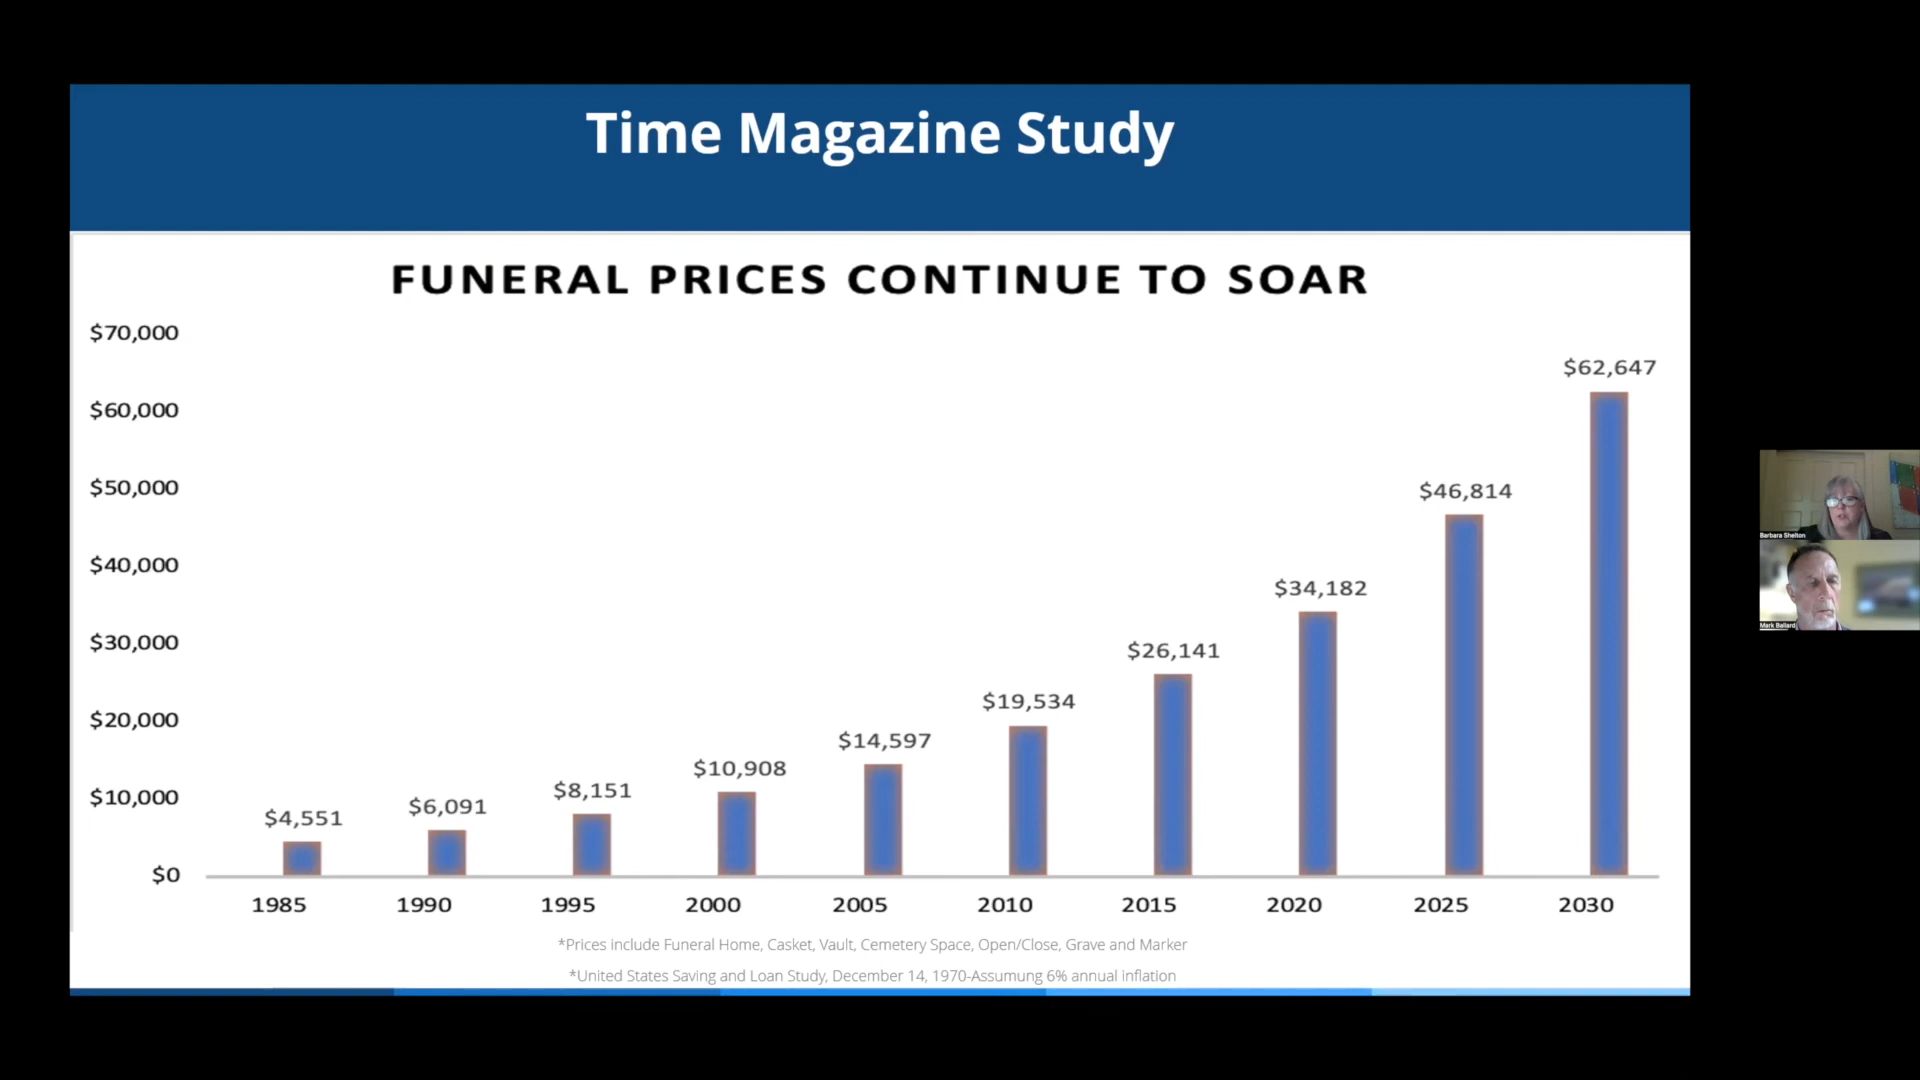 Time Magazine Study
FUNERAL PRICES CONTINUE TO SOAR
$70,000
$60,000
$50,000
$40,000
$30,000
$20,000
$10,000
$0
$4,551
$6,091
$8,151
$10,908
$14,597
$19,534
$26,141
$34,182
$46,814
$62,647
1985 1990 1995 2000 2005 2010 2015 2020 2025 2030
*Prices include Funeral Home, Casket, Vault, Cemetery Space, Open/Close, Grave and Marker
*United States Saving and Loan Study, December 14, 1970-Assumung 6% annual inflation
Barbara Shelton
Mark Ballard